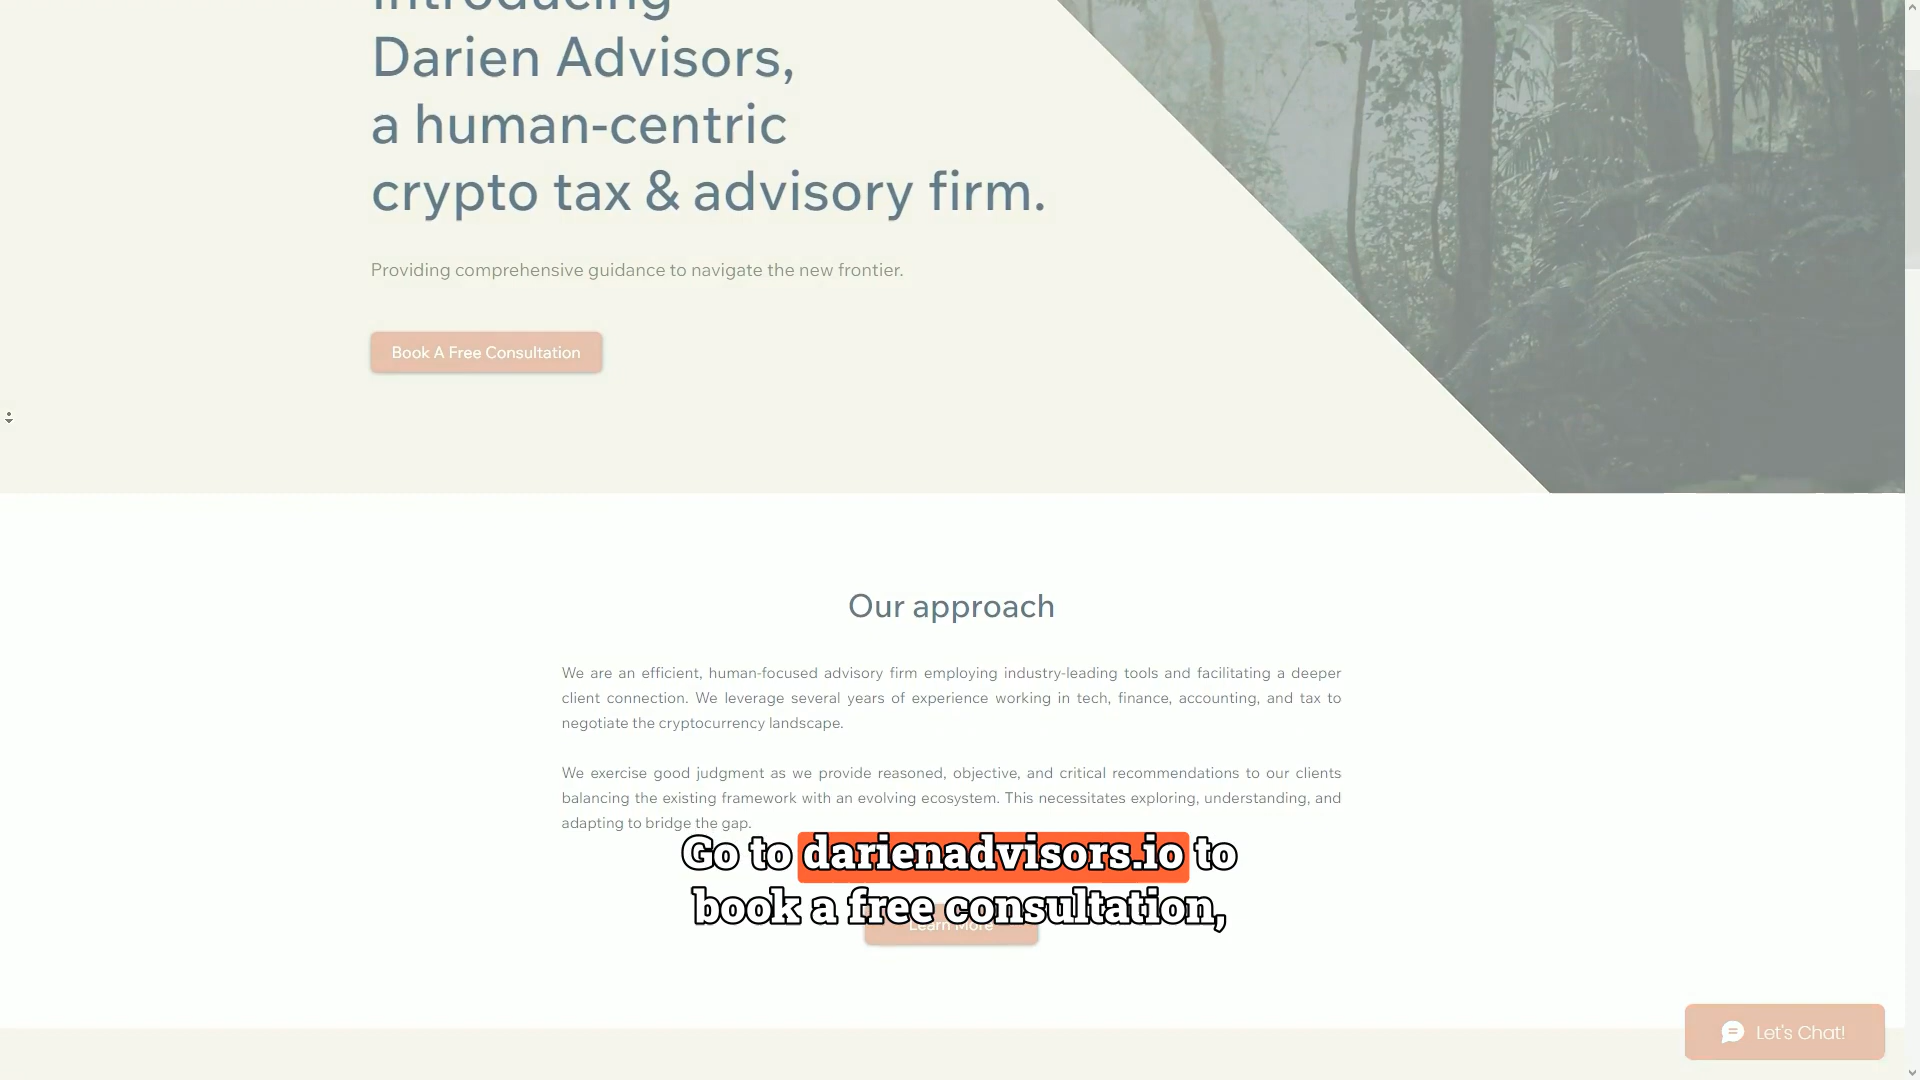 Introducing
Darien Advisors,
a human-centric
crypto tax & advisory firm.
Providing comprehensive guidance to navigate the new frontier.
Book A Free Consultation
Our approach
We are an efficient, human-focused advisory firm employing industry-leading tools and facilitating a deeper
client connection. We leverage several years of experience working in tech, finance, accounting, and tax to
negotiate the cryptocurrency landscape.
We exercise good judgment as we provide reasoned, objective, and critical recommendations to our clients
balancing the existing framework with an evolving ecosystem. This necessitates exploring, understanding, and
adapting to bridge the gap.
Go to darienadvisors.io to
book a free consultation,
Learn More
Let's Chat!